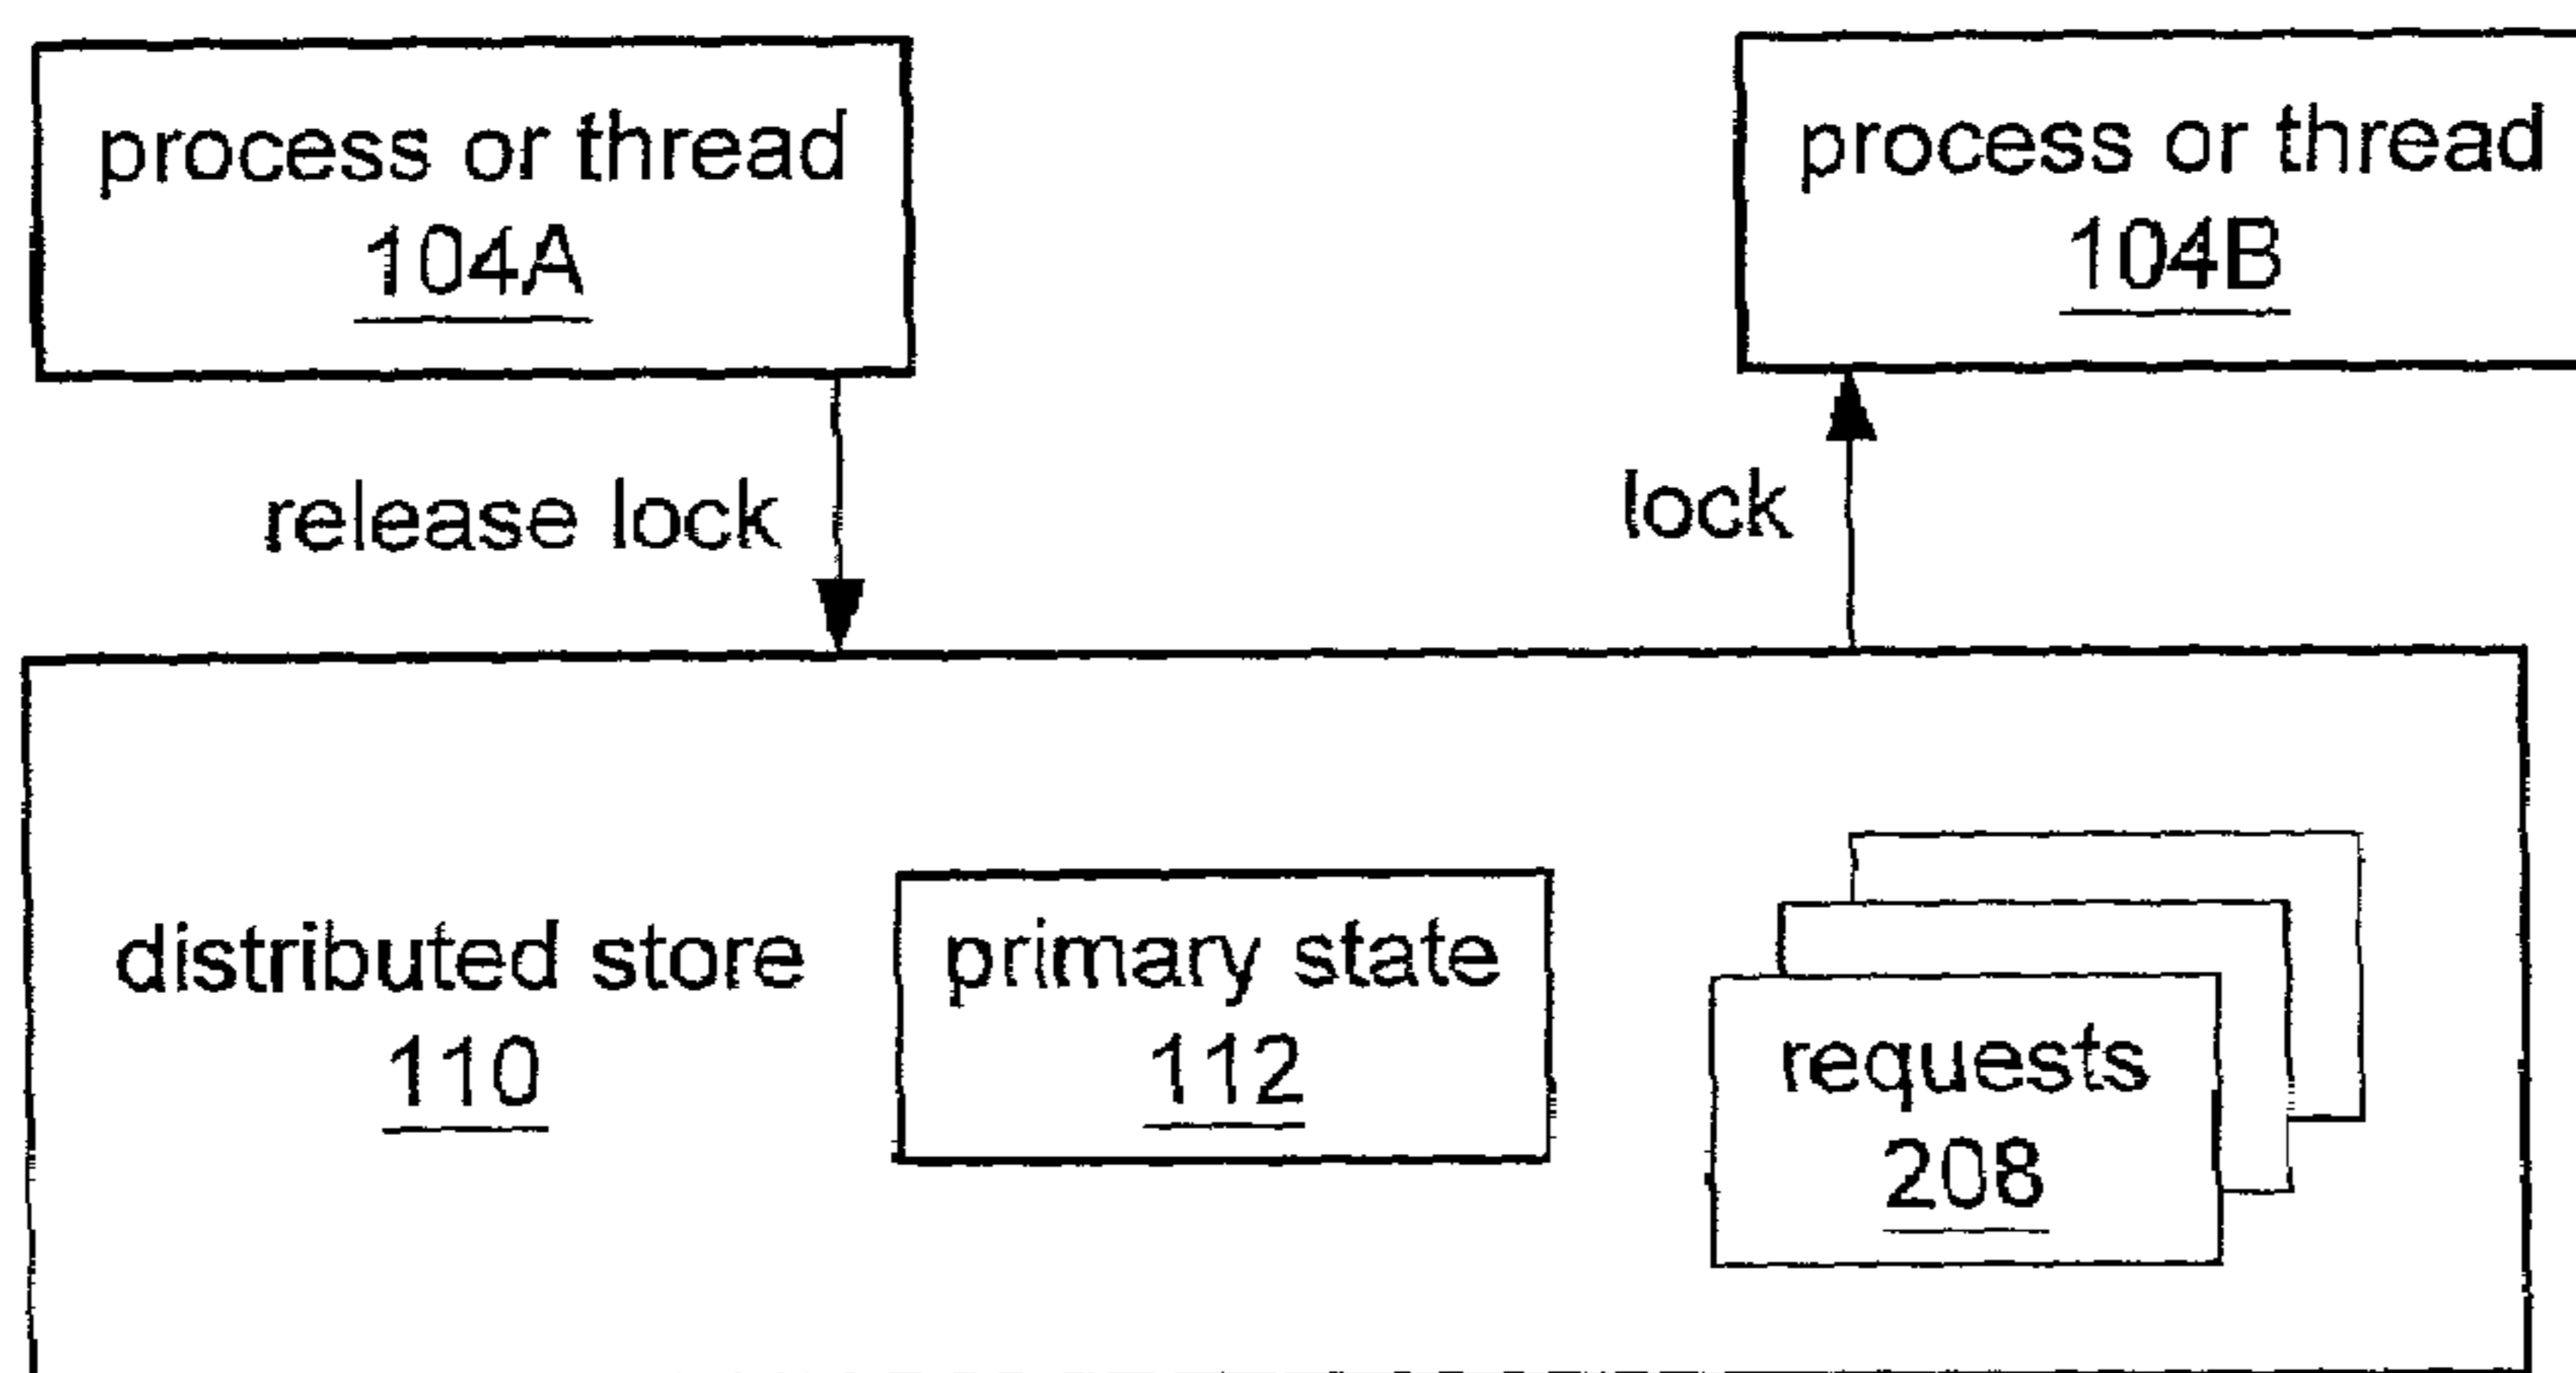 process or thread
104A
process or thread
104B
release lock
lock
distributed store
110
primary state
112
requests
208